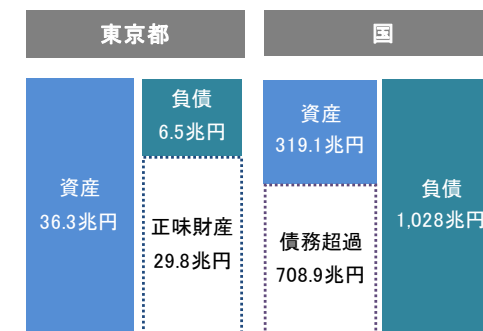 東京都
資産
36.3兆円
負債
6.5兆円
正味財産
29.8兆円
国
資産
319.1兆円
債務超過
708.9兆円
負債
1,028兆円